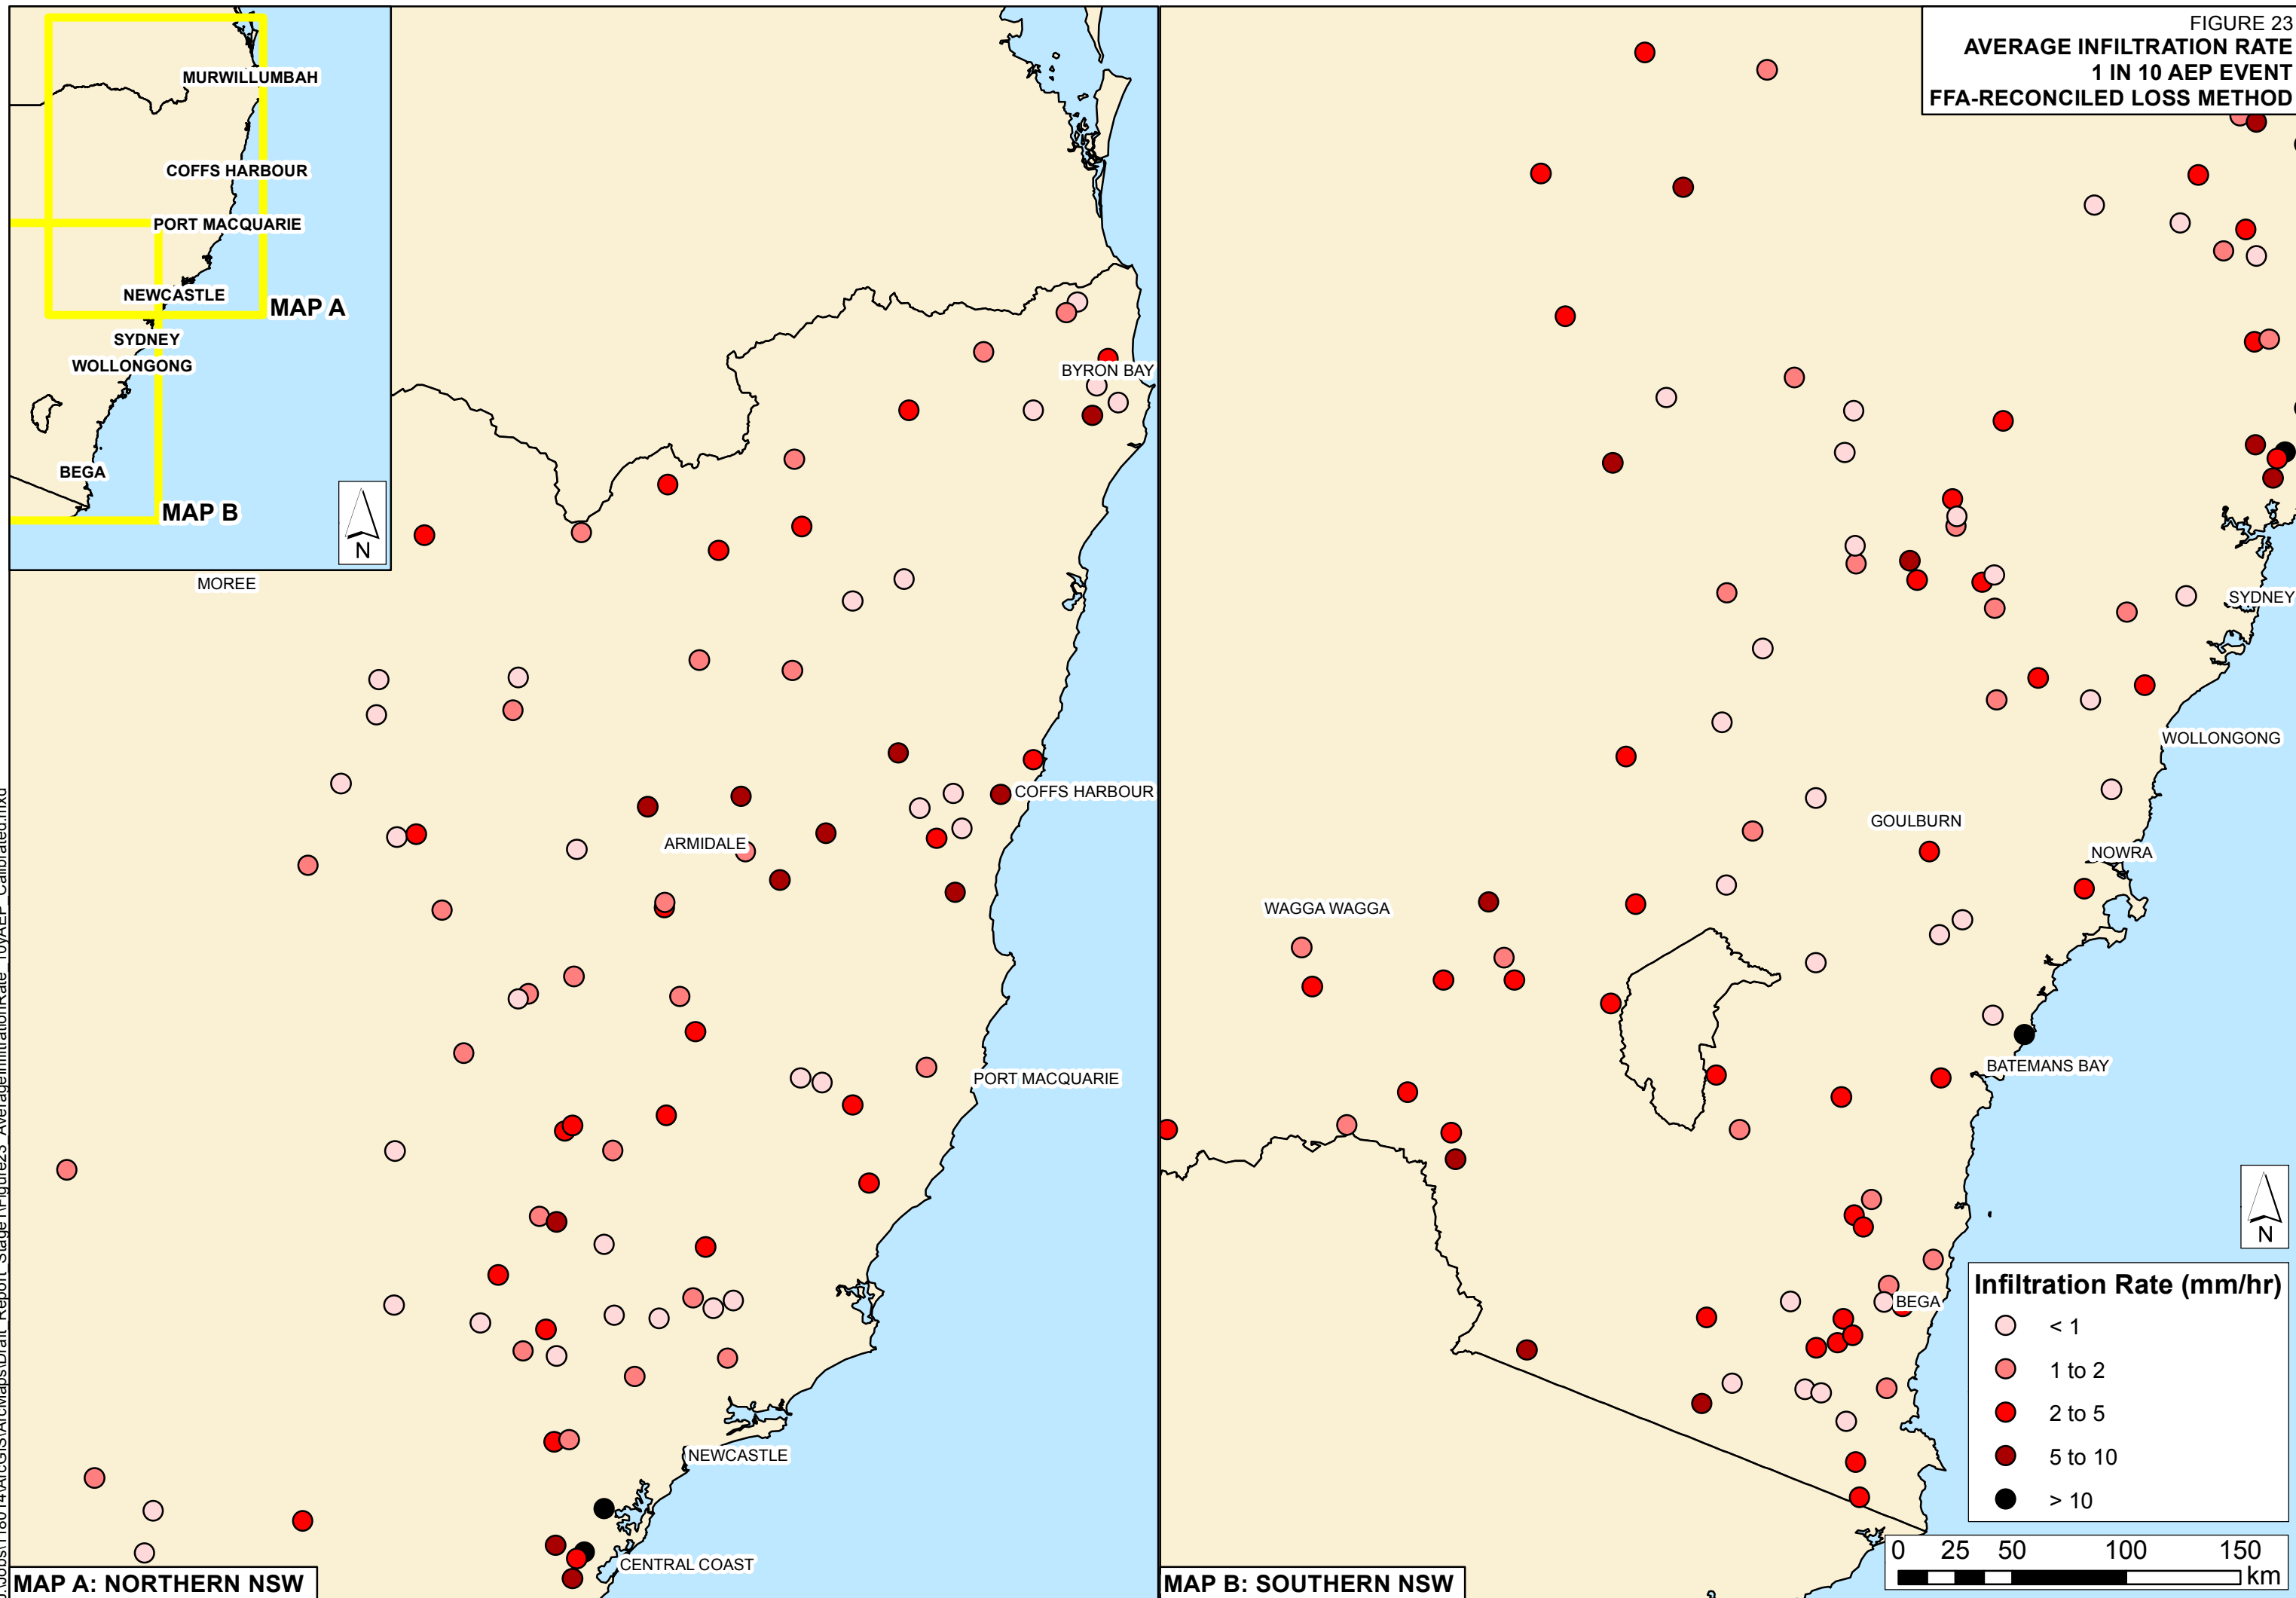 FIGURE 23
AVERAGE INFILTRATION RATE
1 IN 10 AEP EVENT
FFA-RECONCILED LOSS METHOD
MURWILLUMBAH
COFFS HARBOUR
PORT MACQUARIE
NEWCASTLE
MAP A
SYDNEY
WOLLONGONG
BEGA
MAP B
N
MOREE
BYRON BAY
COFFS HARBOUR
ARMIDALE
PORT MACQUARIE
NEWCASTLE
CENTRAL COAST
MAP A: NORTHERN NSW
SYDNEY
WOLLONGONG
GOULBURN
NOWRA
WAGGA WAGGA
BATEMANS BAY
BEGA
N
Infiltration Rate (mm/hr)
< 1
1 to 2
2 to 5
5 to 10
> 10
0 25 50 100 150
km
MAP B: SOUTHERN NSW